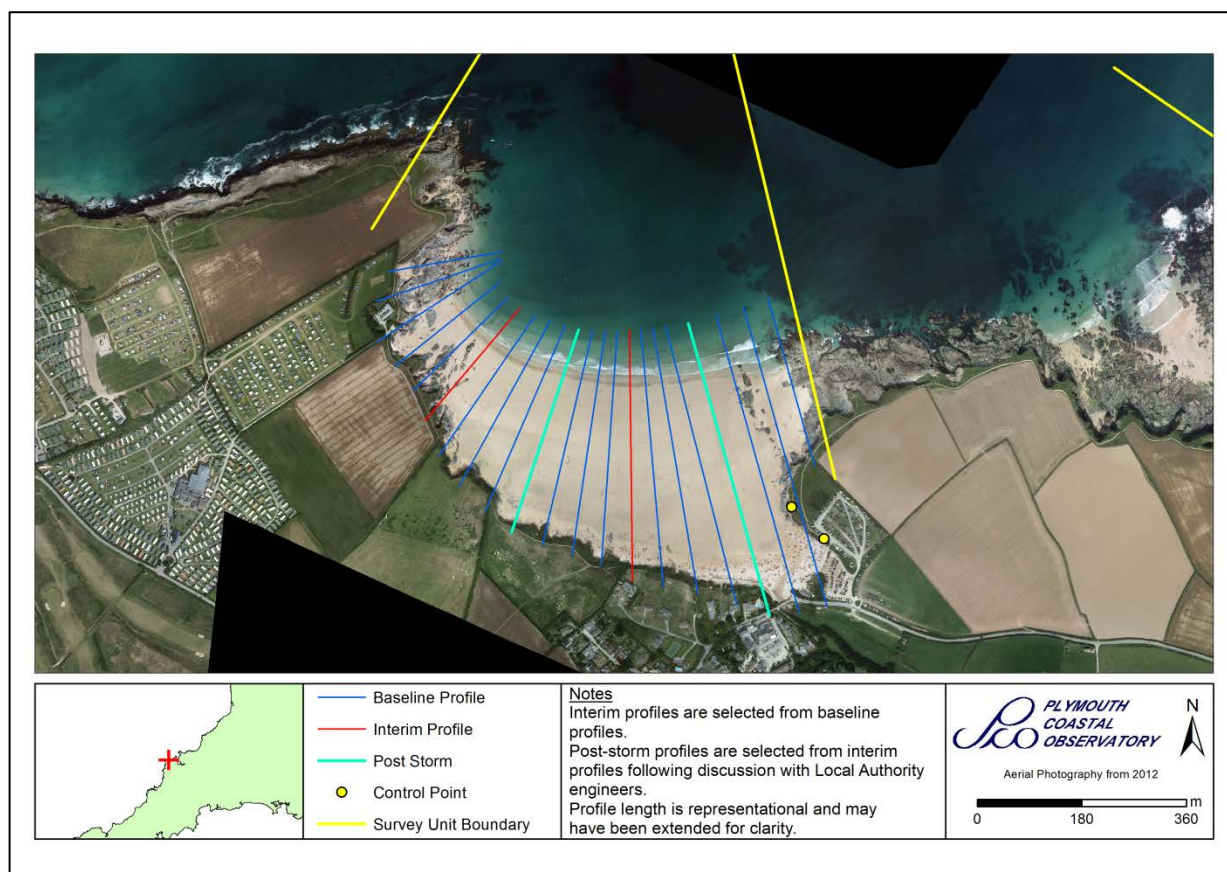 Baseline Profile
Interim Profile
Post Storm
Control Point
Survey Unit Boundary
Notes
Interim profiles are selected from baseline
profiles.
Post-storm profiles are selected from interim
profiles following discussion with Local Authority
engineers.
Profile length is representational and may
have been extended for clarity.
PLYMOUTH
COASTAL
OBSERVATORY
N
Aerial Photography from 2012
m
0 180 360